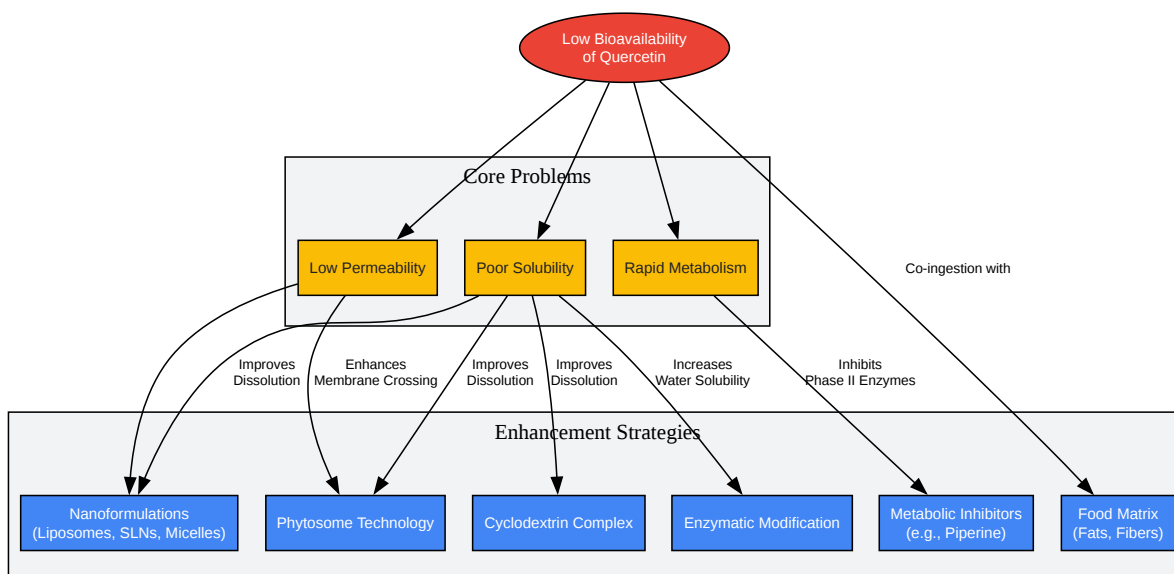 Low Bioavailability
of Quercetin
Core Problems
Low Permeability
Poor Solubility
Rapid Metabolism
Co-ingestion with
Improves
Dissolution
Enhances
Membrane Crossing
Improves
Dissolution
Improves
Dissolution
Increases
Water Solubility
Inhibits
Phase II Enzymes
Enhancement Strategies
Nanoformulations
(Liposomes, SLNs, Micelles)
Phytosome Technology
Cyclodextrin Complex
Enzymatic Modification
Metabolic Inhibitors
(e.g., Piperine)
Food Matrix
(Fats, Fibers)